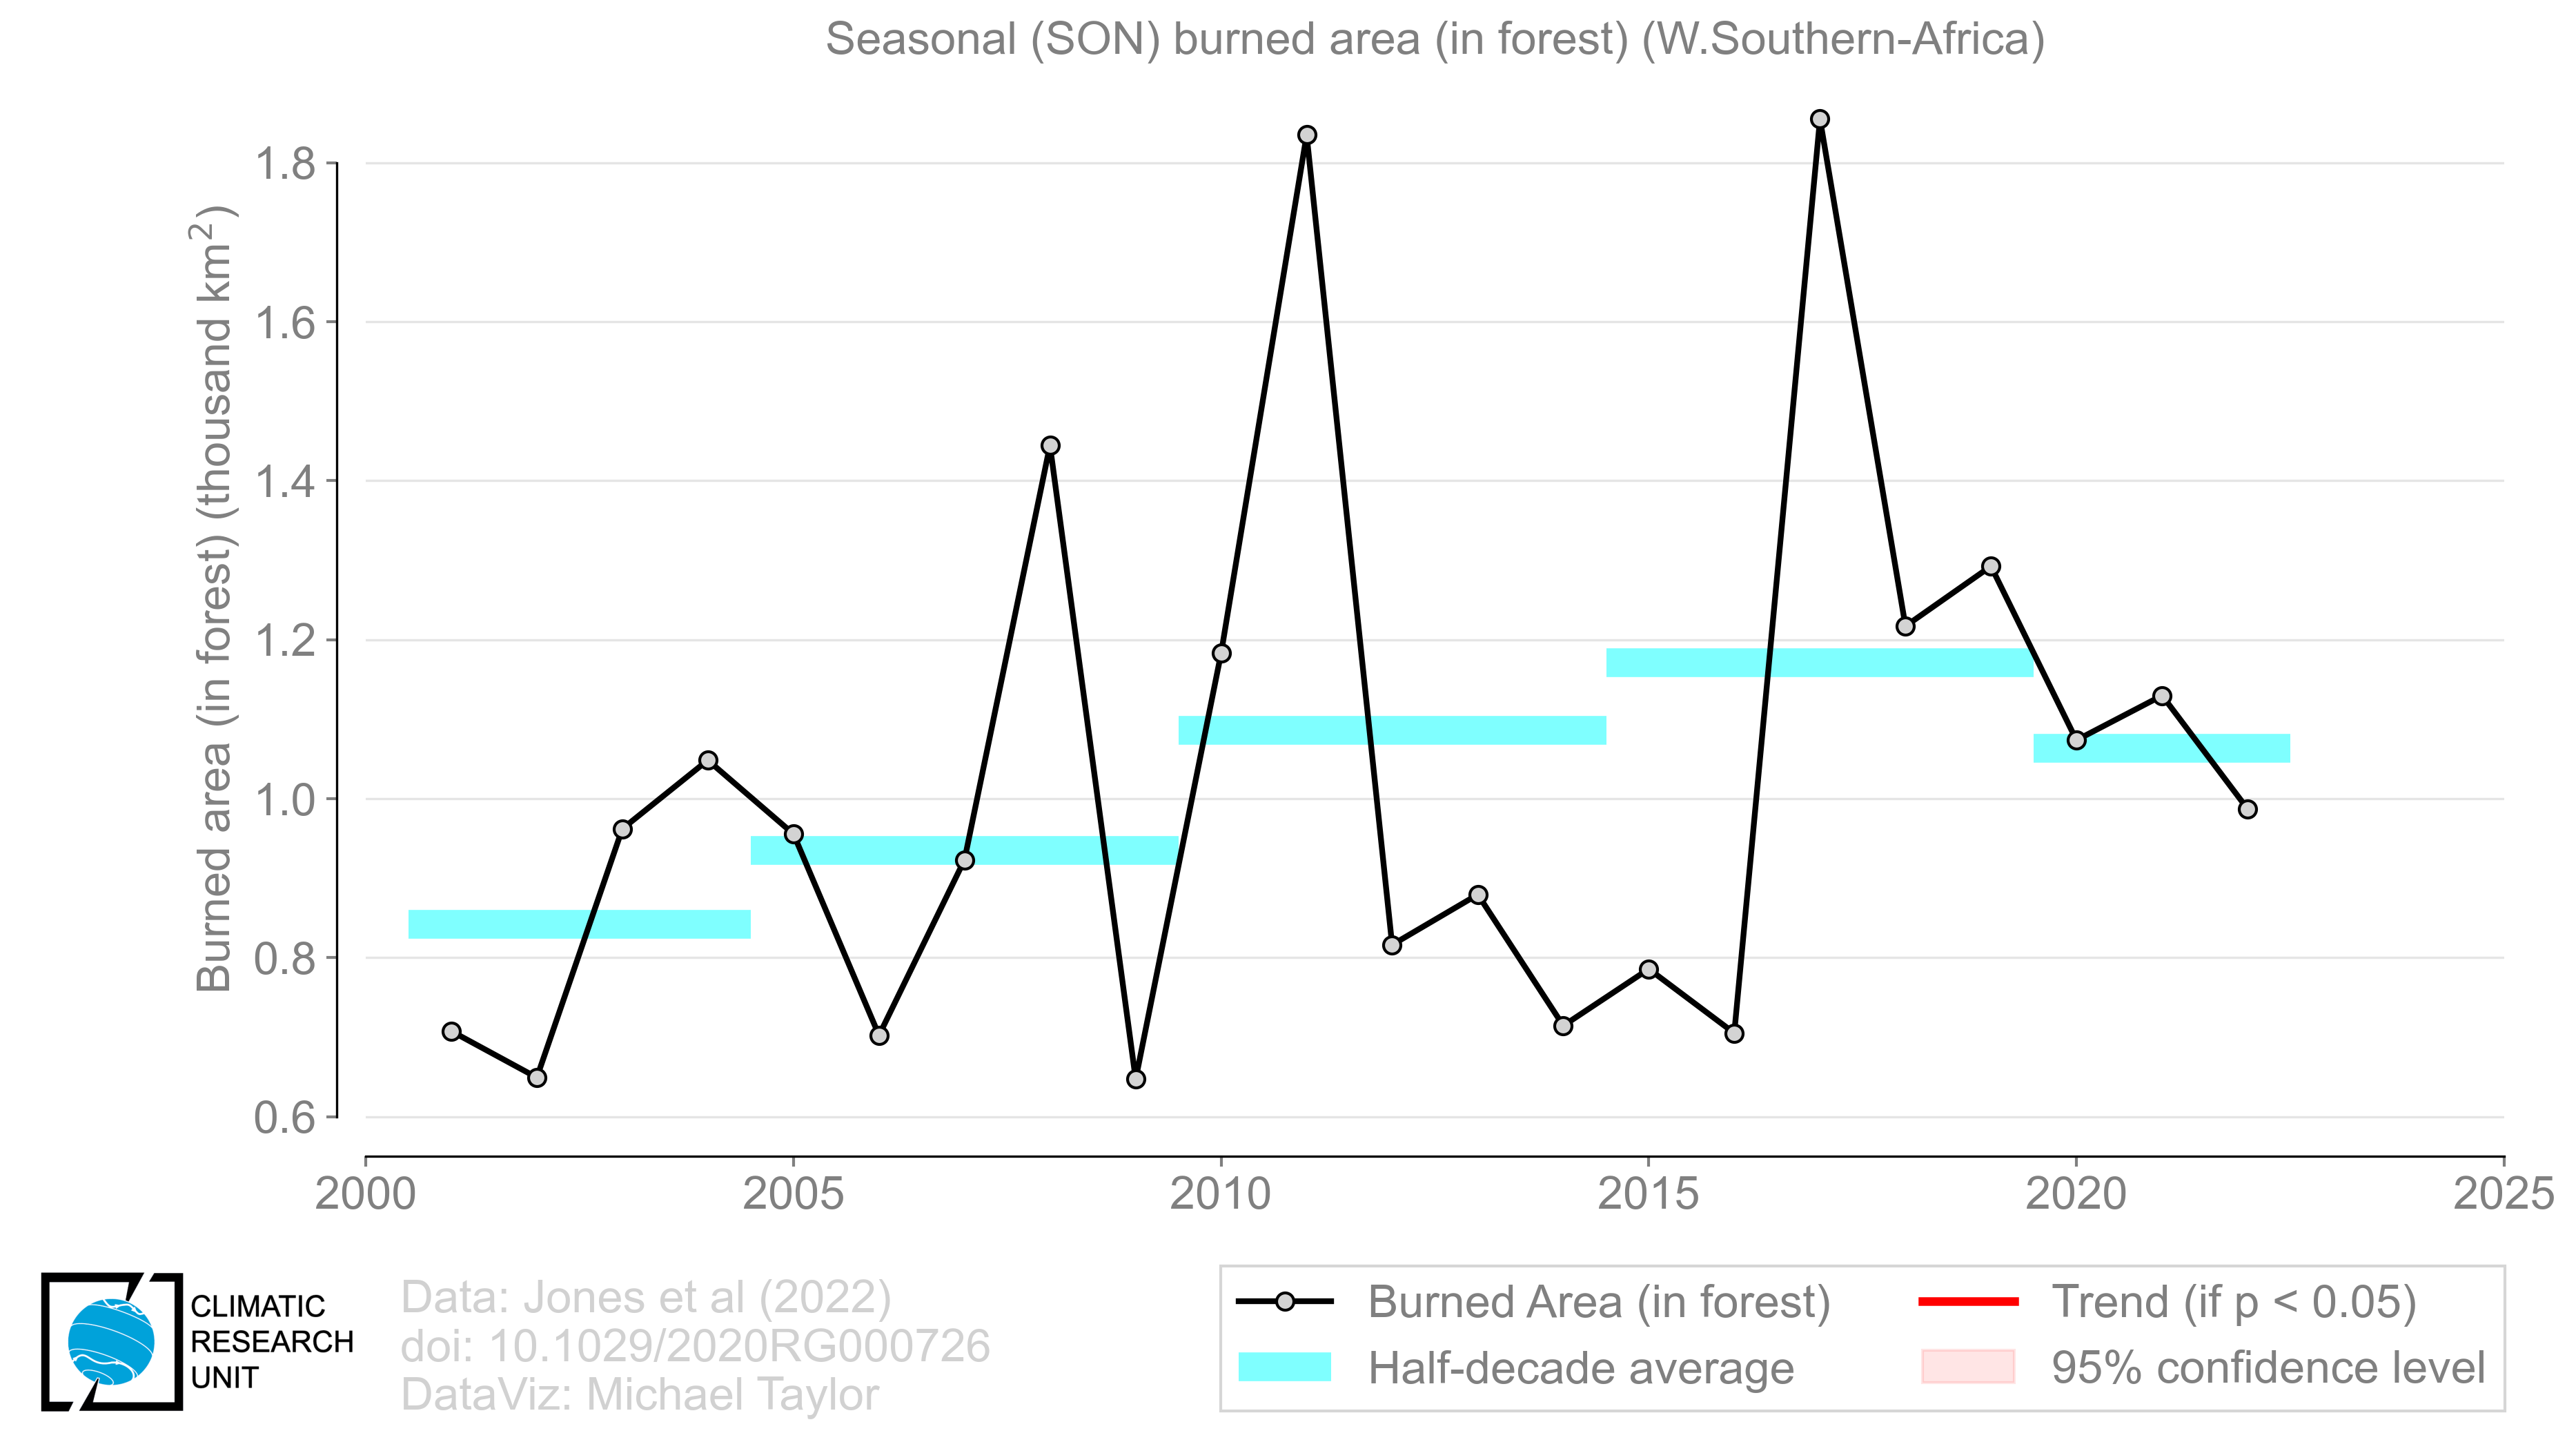 Seasonal (SON) burned area (in forest) (W.Southern-Africa)
Burned area (in forest) (thousand km²)
1.8
1.6
1.4
1.2
1.0
0.8
0.6
2000 2005 2010 2015 2020 2025
CLIMATIC
RESEARCH
UNIT
Data: Jones et al (2022)
doi: 10.1029/2020RG000726
DataViz: Michael Taylor
Burned Area (in forest)
Half-decade average
Trend (if p < 0.05)
95% confidence level